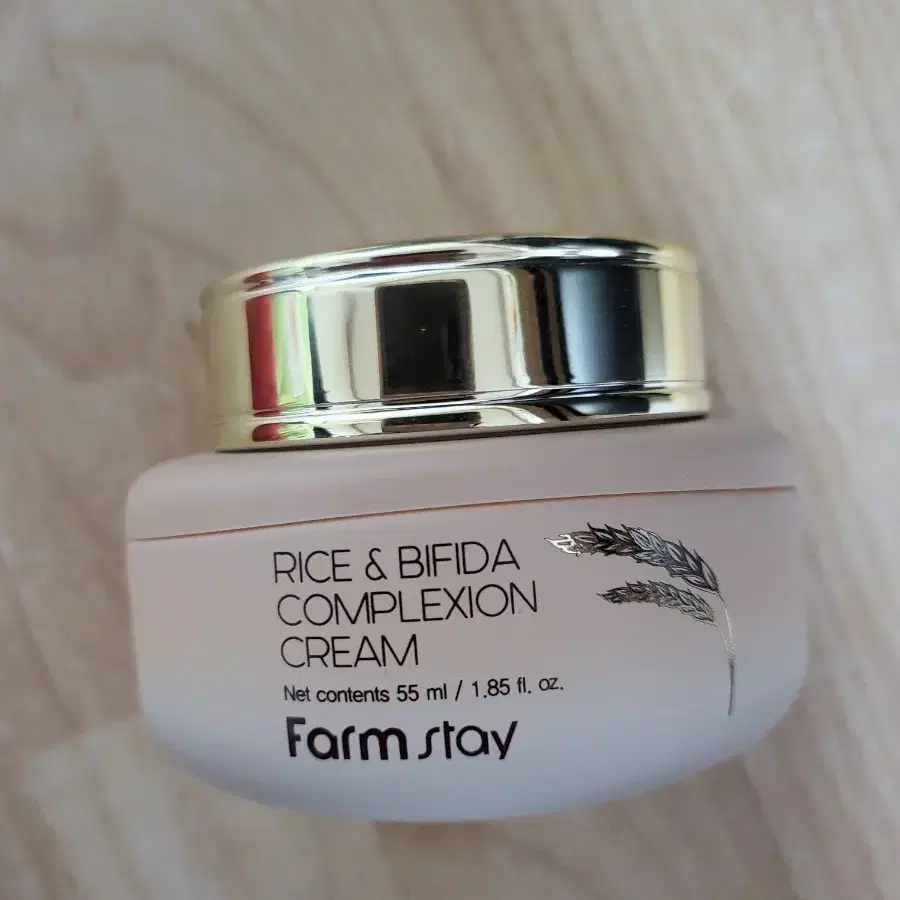 RICE & BIFIDA
COMPLEXION
CREAM
Net contents 55 ml / 1.85 fl. oz.
Farm stay